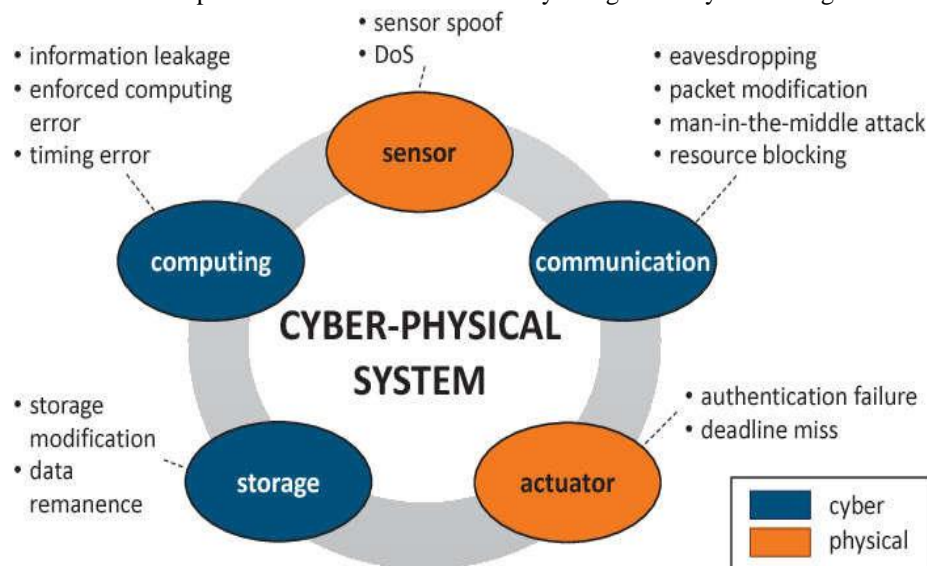 • sensor spoof
• DoS
• information leakage
• enforced computing
error
• timing error
• eavesdropping
• packet modification
• man-in-the-middle attack
• resource blocking
sensor
computing
communication
CYBER-PHYSICAL
SYSTEM
• storage
modification
• data
remanence
• authentication failure
• deadline miss
storage
actuator
cyber
physical